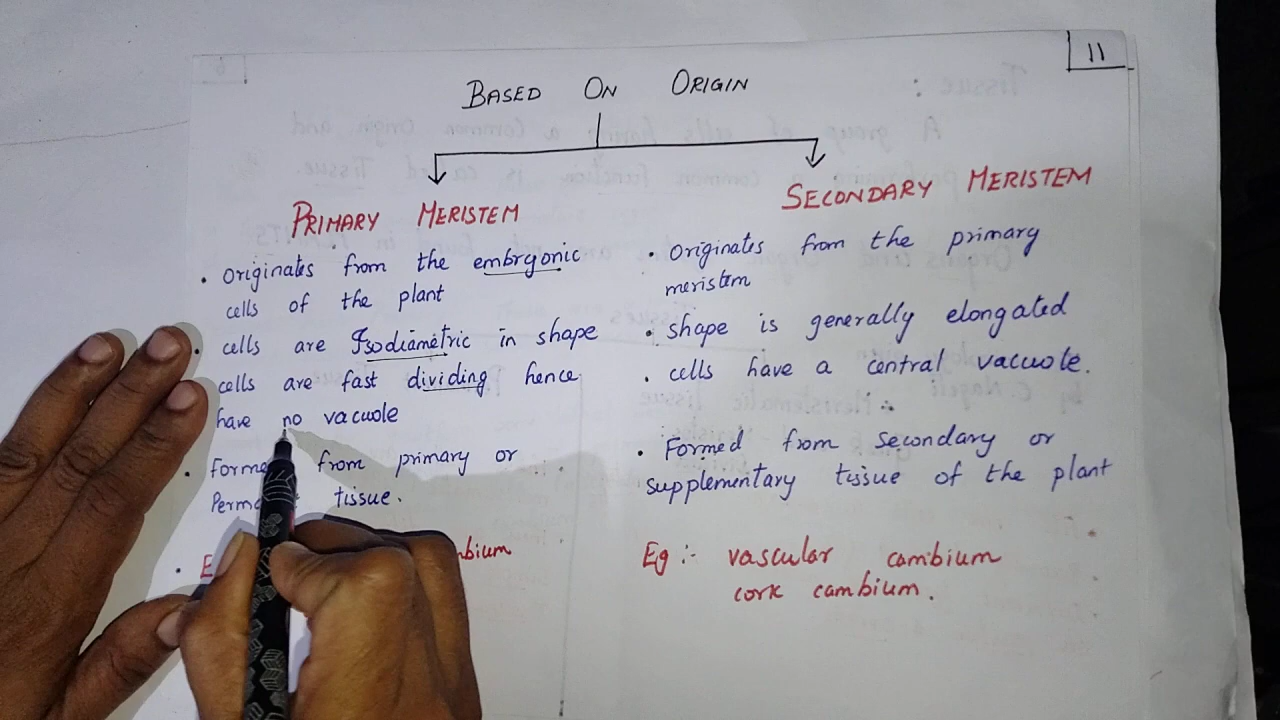 11
BASED ON ORIGIN
PRIMARY MERISTEM
• Originates from the embryonic
cells of the plant
• cells are Isodiametric in shape
cells are fast dividing hence
have no vacuole
• from primary or
tissue.
SECONDARY MERISTEM
• Originates from the primary
meristem
• shape is generally elongated
• cells have a central vacuole.
• Formed from secondary or
supplementary tissue of the plant
Eg :- vascular cambium
cork cambium.